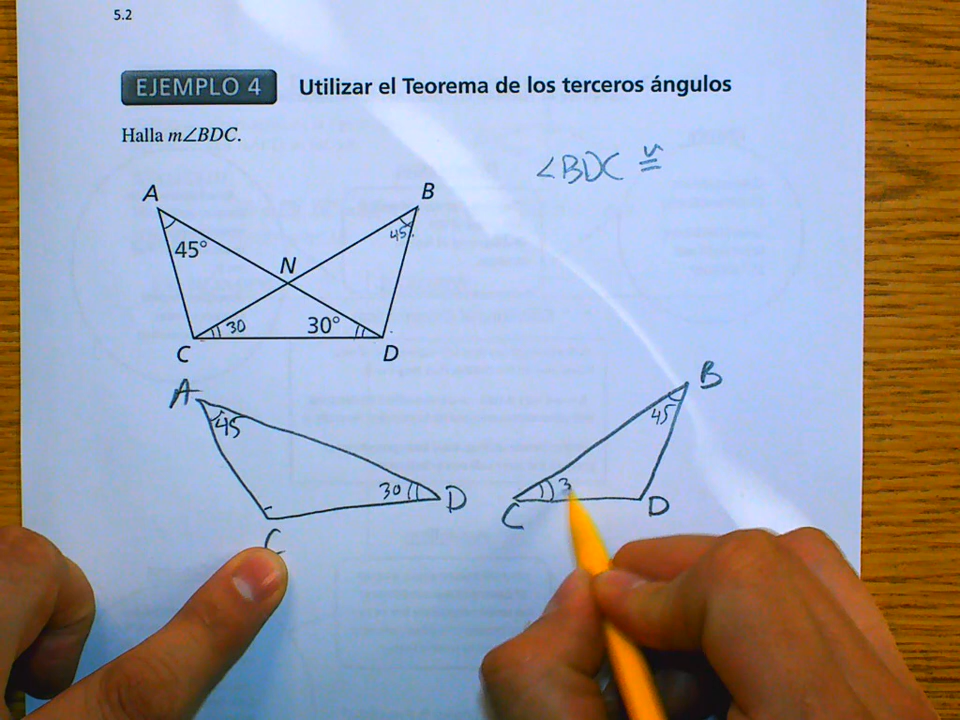 5.2
EJEMPLO 4 Utilizar el Teorema de los terceros ángulos
Halla m∠BDC.
∠BDC ≅
A B
45° 45
N
30 30°
C D
A B
45 45
30 D 3
C D
C